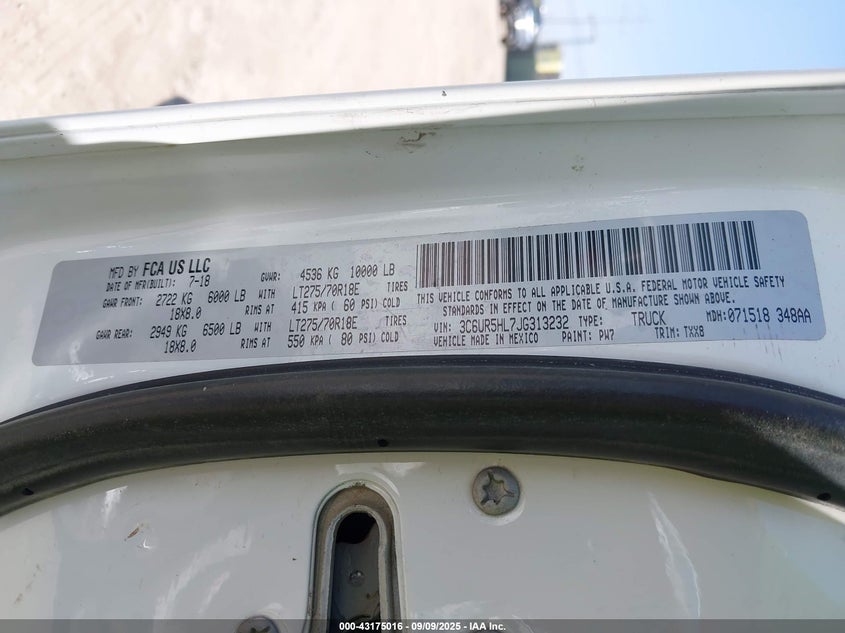 MFD BY FCA US LLC
DATE OF MFR(BUILT): 7-18
GVWR: 4536 KG 10000 LB
GAWR FRONT: 2722 KG 6000 LB WITH LT275/70R18E TIRES
18X8.0 RIMS AT 415 KPA ( 60 PSI) COLD
GAWR REAR: 2949 KG 6500 LB WITH LT275/70R18E TIRES
18X8.0 RIMS AT 550 KPA ( 80 PSI) COLD
THIS VEHICLE CONFORMS TO ALL APPLICABLE U.S.A. FEDERAL MOTOR VEHICLE SAFETY
STANDARDS IN EFFECT ON THE DATE OF MANUFACTURE SHOWN ABOVE.
VIN: 3C6UR5HL7JG313232 TYPE: TRUCK MDH: 071518 348AA
VEHICLE MADE IN MEXICO PAINT: PW7 TRIM: TXX8
000-43175016 - 09/09/2025 - IAA Inc.